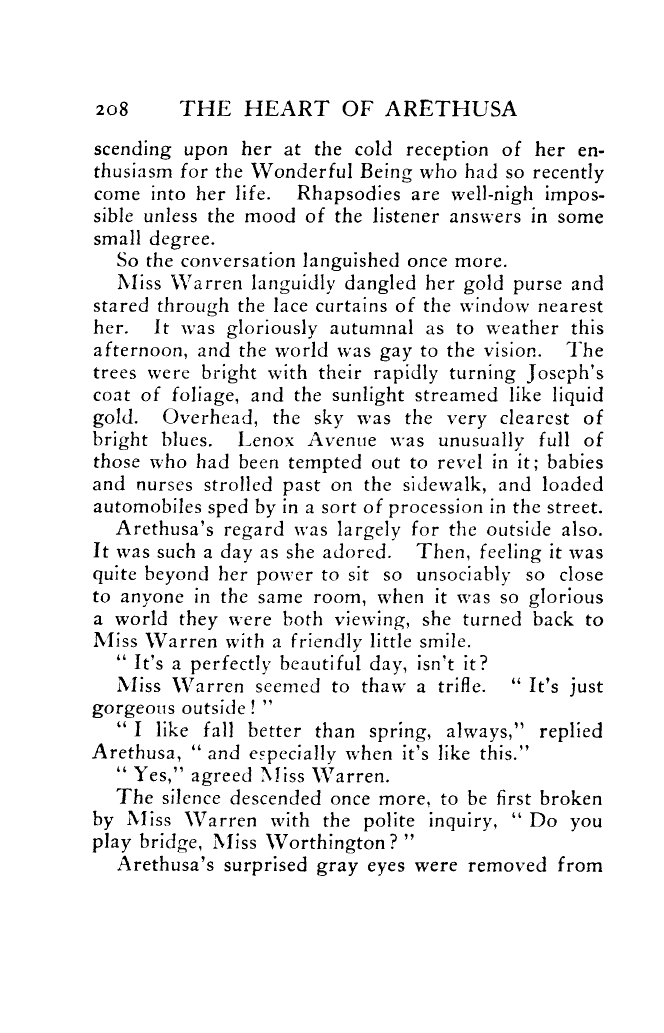 208 THE HEART OF ARĒTHUSA
scending upon her at the cold reception of her en-
thusiasm for the Wonderful Being who had so recently
come into her life. Rhapsodies are well-nigh impos-
sible unless the mood of the listener answers in some
small degree.
So the conversation languished once more.
Miss Warren languidly dangled her gold purse and
stared through the lace curtains of the window nearest
her. It was gloriously autumnal as to weather this
afternoon, and the world was gay to the vision. The
trees were bright with their rapidly turning Joseph's
coat of foliage, and the sunlight streamed like liquid
gold. Overhead, the sky was the very clearest of
bright blues. Lenox Avenue was unusually full of
those who had been tempted out to revel in it; babies
and nurses strolled past on the sidewalk, and loaded
automobiles sped by in a sort of procession in the street.
Arethusa's regard was largely for the outside also.
It was such a day as she adored. Then, feeling it was
quite beyond her power to sit so unsociably so close
to anyone in the same room, when it was so glorious
a world they were both viewing, she turned back to
Miss Warren with a friendly little smile.
" It's a perfectly beautiful day, isn't it?
Miss Warren seemed to thaw a trifle. " It's just
gorgeous outside! "
" I like fall better than spring, always," replied
Arethusa, " and especially when it's like this."
" Yes," agreed Miss Warren.
The silence descended once more, to be first broken
by Miss Warren with the polite inquiry, " Do you
play bridge, Miss Worthington? "
Arethusa's surprised gray eyes were removed from